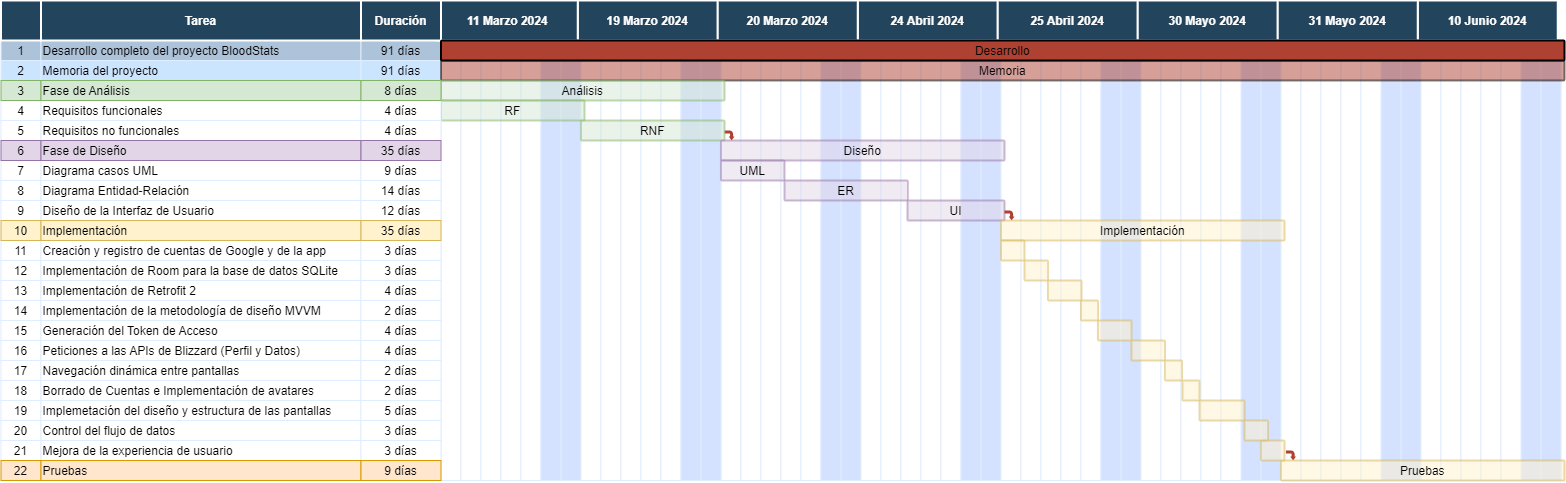 Tarea Duración 11 Marzo 2024 19 Marzo 2024 20 Marzo 2024 24 Abril 2024 25 Abril 2024 30 Mayo 2024 31 Mayo 2024 10 Junio 2024
1 Desarrollo completo del proyecto BloodStats 91 días Desarrollo
2 Memoria del proyecto 91 días Memoria
3 Fase de Análisis 8 días Análisis
4 Requisitos funcionales 4 días RF
5 Requisitos no funcionales 4 días RNF
6 Fase de Diseño 35 días Diseño
7 Diagrama casos UML 9 días UML
8 Diagrama Entidad-Relación 14 días ER
9 Diseño de la Interfaz de Usuario 12 días UI
10 Implementación 35 días Implementación
11 Creación y registro de cuentas de Google y de la app 3 días
12 Implementación de Room para la base de datos SQLite 3 días
13 Implementación de Retrofit 2 4 días
14 Implementación de la metodología de diseño MVVM 2 días
15 Generación del Token de Acceso 4 días
16 Peticiones a las APIs de Blizzard (Perfil y Datos) 4 días
17 Navegación dinámica entre pantallas 2 días
18 Borrado de Cuentas e Implementación de avatares 2 días
19 Implemetación del diseño y estructura de las pantallas 5 días
20 Control del flujo de datos 3 días
21 Mejora de la experiencia de usuario 3 días
22 Pruebas 9 días Pruebas